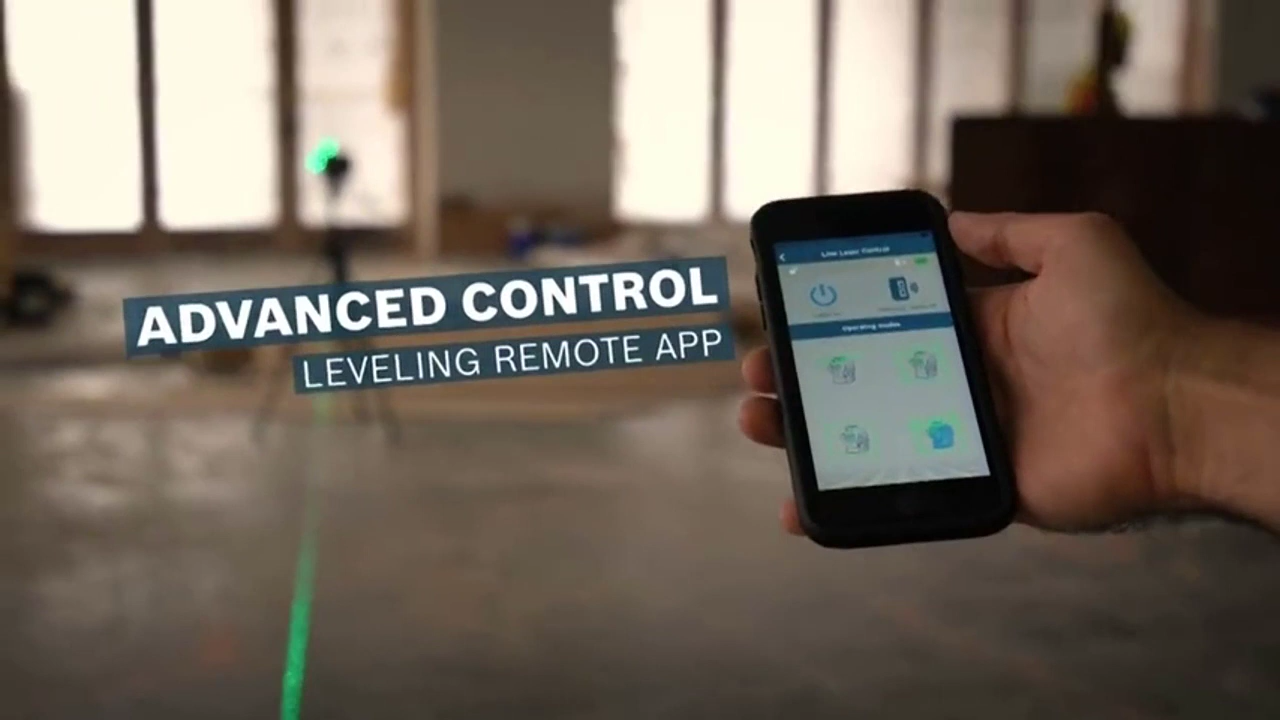 ADVANCED CONTROL
LEVELING REMOTE APP
Line Laser Control
Operating modes